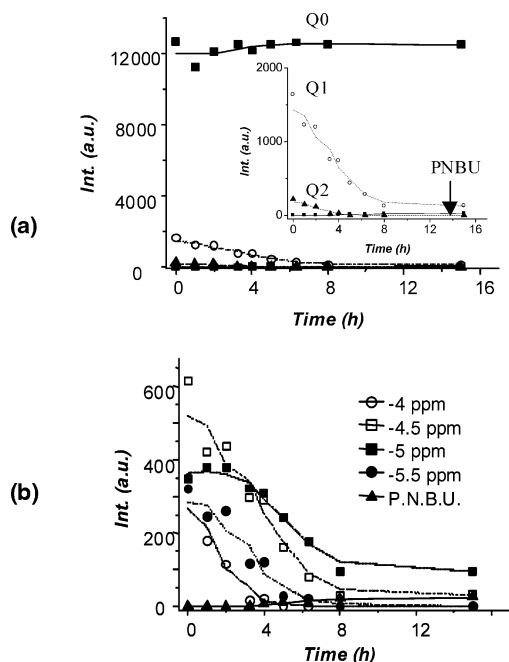 (a)
Int. (a.u.)
12000
8000
4000
0
Q0
0 4 8 12 16
Time (h)
Int. (a.u.)
2000
1000
0
Q1
Q2
PNBU
0 4 8 12 16
Time (h)
(b)
Int. (a.u.)
600
400
200
0
-4 ppm
-4.5 ppm
-5 ppm
-5.5 ppm
P.N.B.U.
0 4 8 12
Time (h)